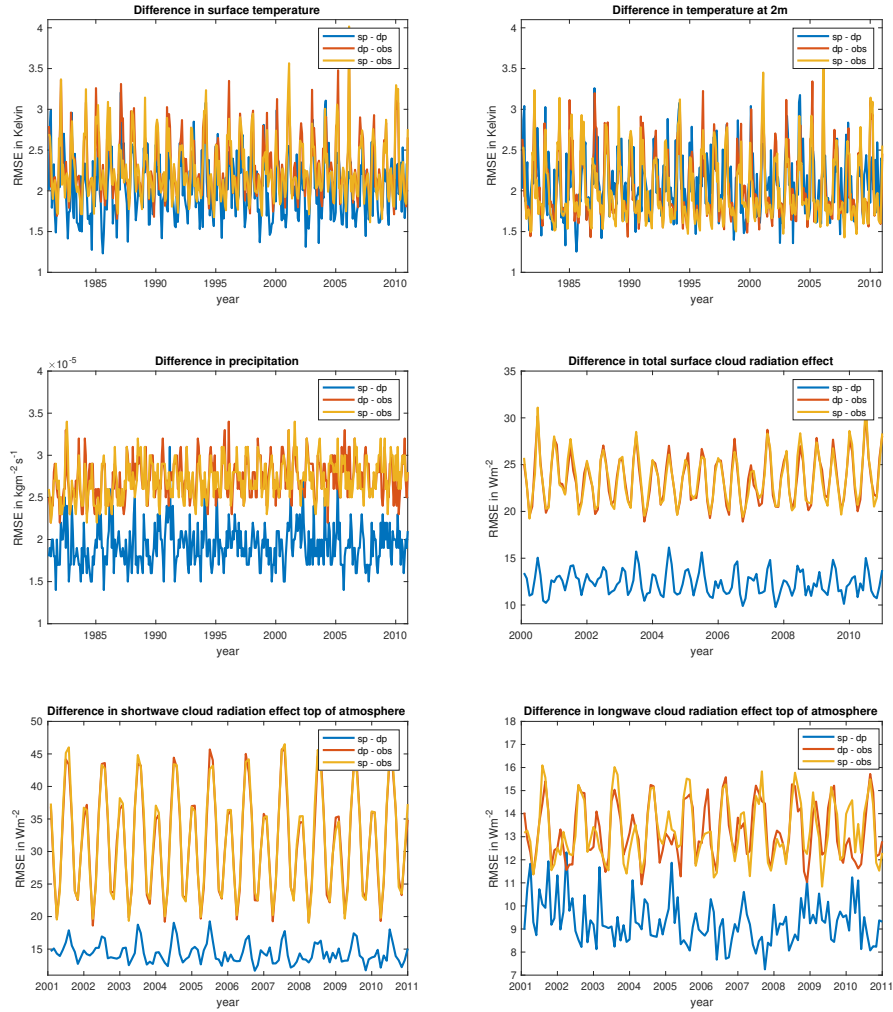 Difference in surface temperature
4
3.5
3
2.5
2
1.5
1
RMSE in Kelvin
sp - dp
dp - obs
sp - obs
1985 1990 1995 2000 2005 2010
year
Difference in temperature at 2m
4
3.5
3
2.5
2
1.5
1
RMSE in Kelvin
sp - dp
dp - obs
sp - obs
1985 1990 1995 2000 2005 2010
year
Difference in precipitation
×10⁻⁵
4
3.5
3
2.5
2
1.5
1
RMSE in kgm⁻² s⁻¹
sp - dp
dp - obs
sp - obs
1985 1990 1995 2000 2005 2010
year
Difference in total surface cloud radiation effect
35
30
25
20
15
10
RMSE in Wm⁻²
sp - dp
dp - obs
sp - obs
2000 2002 2004 2006 2008 2010
year
Difference in shortwave cloud radiation effect top of atmosphere
50
45
40
35
30
25
20
15
RMSE in Wm⁻²
sp - dp
dp - obs
sp - obs
2001 2002 2003 2004 2005 2006 2007 2008 2009 2010 2011
year
Difference in longwave cloud radiation effect top of atmosphere
18
17
16
15
14
13
12
11
10
9
8
7
RMSE in Wm⁻²
sp - dp
dp - obs
sp - obs
2001 2002 2003 2004 2005 2006 2007 2008 2009 2010 2011
year